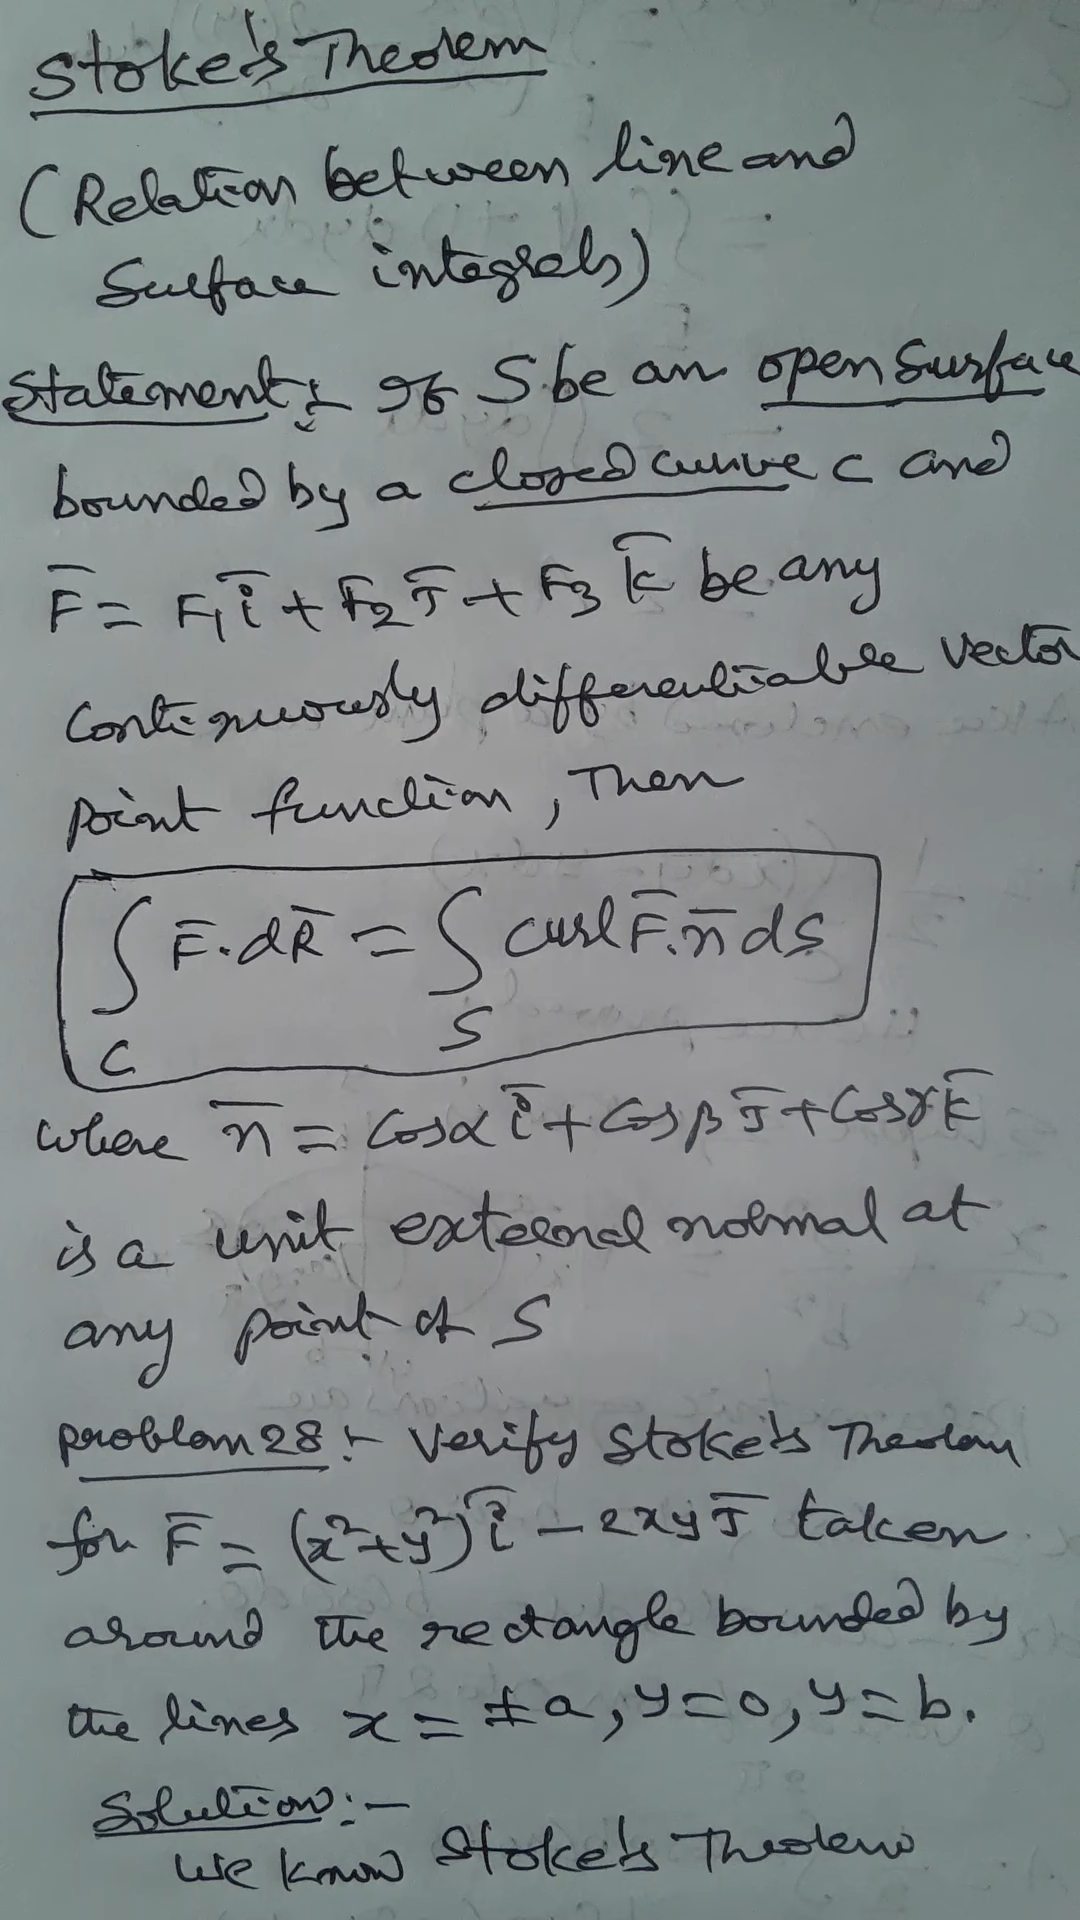 Stoke's Theorem
(Relation between line and
Surface integrals)
Statement :- If S be an open surface
bounded by a closed curve c and
F̅ = F₁i̅ + F₂J̅ + F₃k̅ be any
continuously differentiable vector
point function, Then
∫ F̅.dR̅ = ∫ curl F̅.n̅ ds
C S
where n̅ = Cosα i̅ + Cosβ J̅ + Cosγ k̅
is a unit external normal at
any point of S
problem 28 :- Verify Stoke's Theorem
for F̅ = (x²+y²)i̅ - 2xyJ̅ taken
around the rectangle bounded by
the lines x = ±a, y=0, y=b.
Solution :-
We know Stoke's Theorem